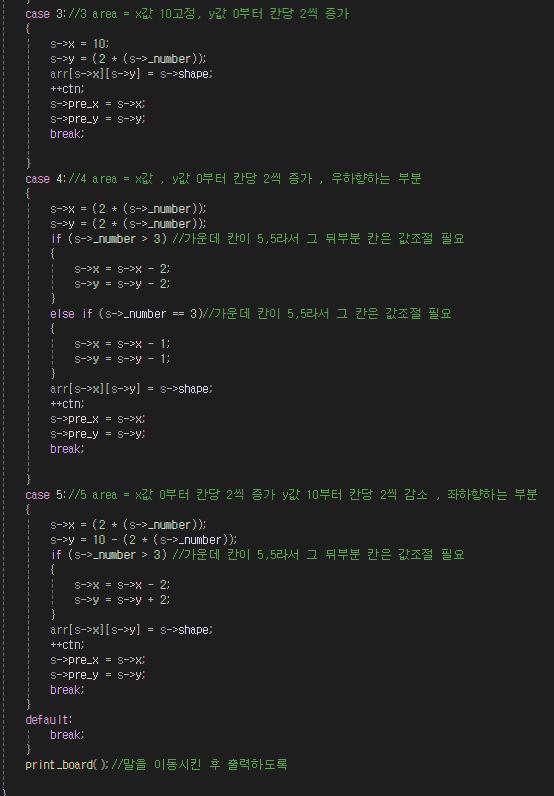 }
case 3://3 area = x값 10고정, y값 0부터 칸당 2씩 증가
{
s->x = 10;
s->y = (2 * (s->_number));
arr[s->x][s->y] = s->shape;
++ctn;
s->pre_x = s->x;
s->pre_y = s->y;
break;
}
case 4://4 area = x값 , y값 0부터 칸당 2씩 증가 , 우하향하는 부분
{
s->x = (2 * (s->_number));
s->y = (2 * (s->_number));
if (s->_number > 3) //가운데 칸이 5,5라서 그 뒤부분 칸은 값조절 필요
{
s->x = s->x - 2;
s->y = s->y - 2;
}
else if (s->_number == 3)//가운데 칸이 5,5라서 그 칸은 값조절 필요
{
s->x = s->x - 1;
s->y = s->y - 1;
}
arr[s->x][s->y] = s->shape;
++ctn;
s->pre_x = s->x;
s->pre_y = s->y;
break;
}
case 5://5 area = x값 0부터 칸당 2씩 증가 y값 10부터 칸당 2씩 감소 , 좌하향하는 부분
{
s->x = (2 * (s->_number));
s->y = 10 - (2 * (s->_number));
if (s->_number > 3) //가운데 칸이 5,5라서 그 뒤부분 칸은 값조절 필요
{
s->x = s->x - 2;
s->y = s->y + 2;
}
arr[s->x][s->y] = s->shape;
++ctn;
s->pre_x = s->x;
s->pre_y = s->y;
break;
}
default:
break;
}
print_board();//말을 이동시킨 후 출력하도록
}